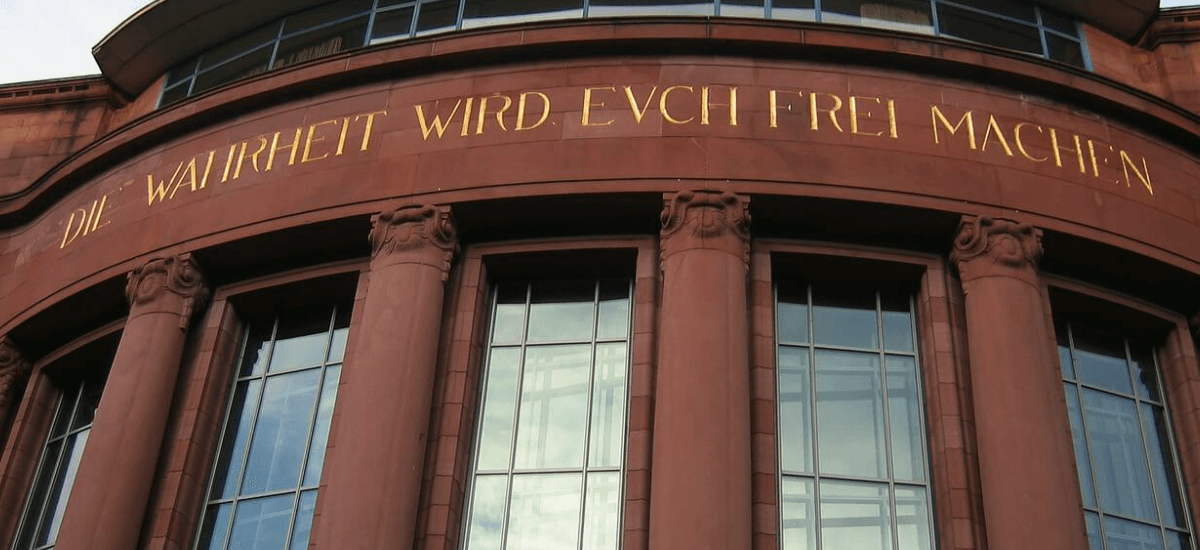 DIE WAHRHEIT WIRD EVCH FREI MACHEN